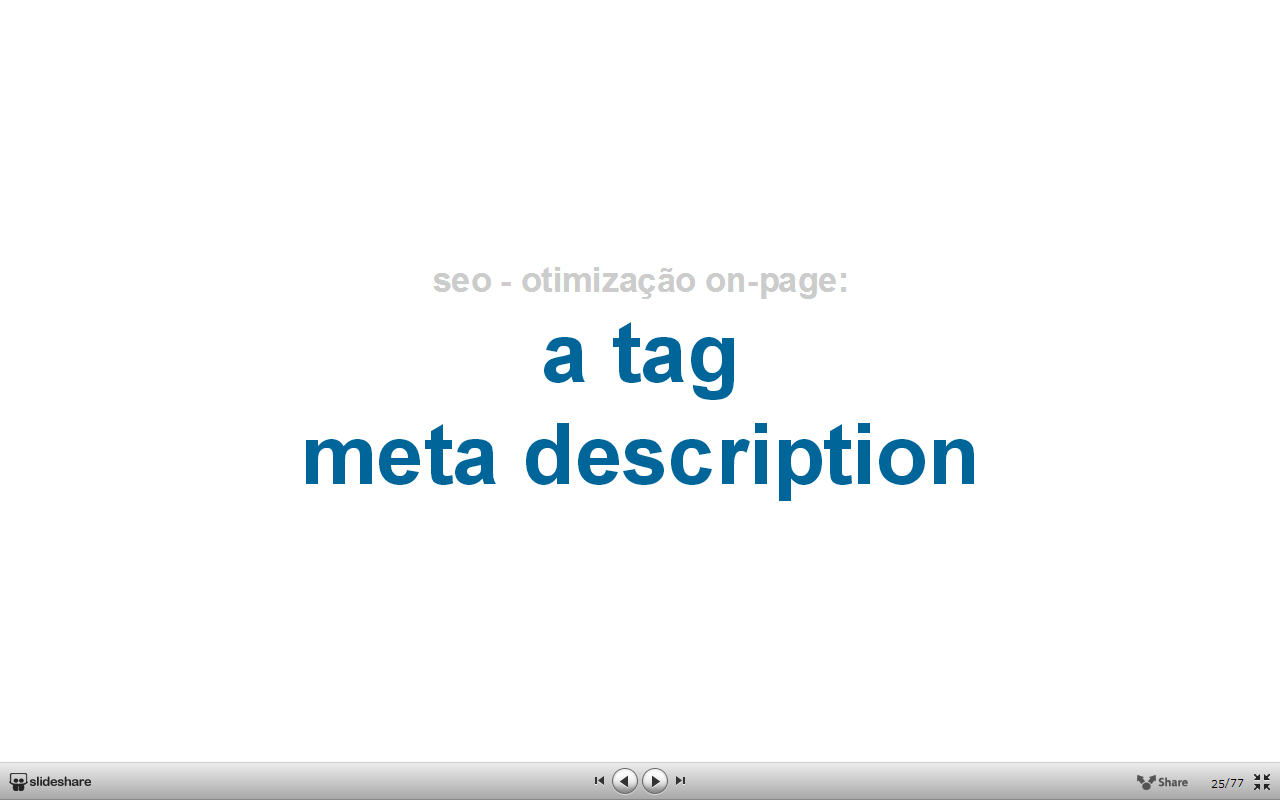 seo - otimização on-page:
a tag
meta description
slideshare
Share
25/77